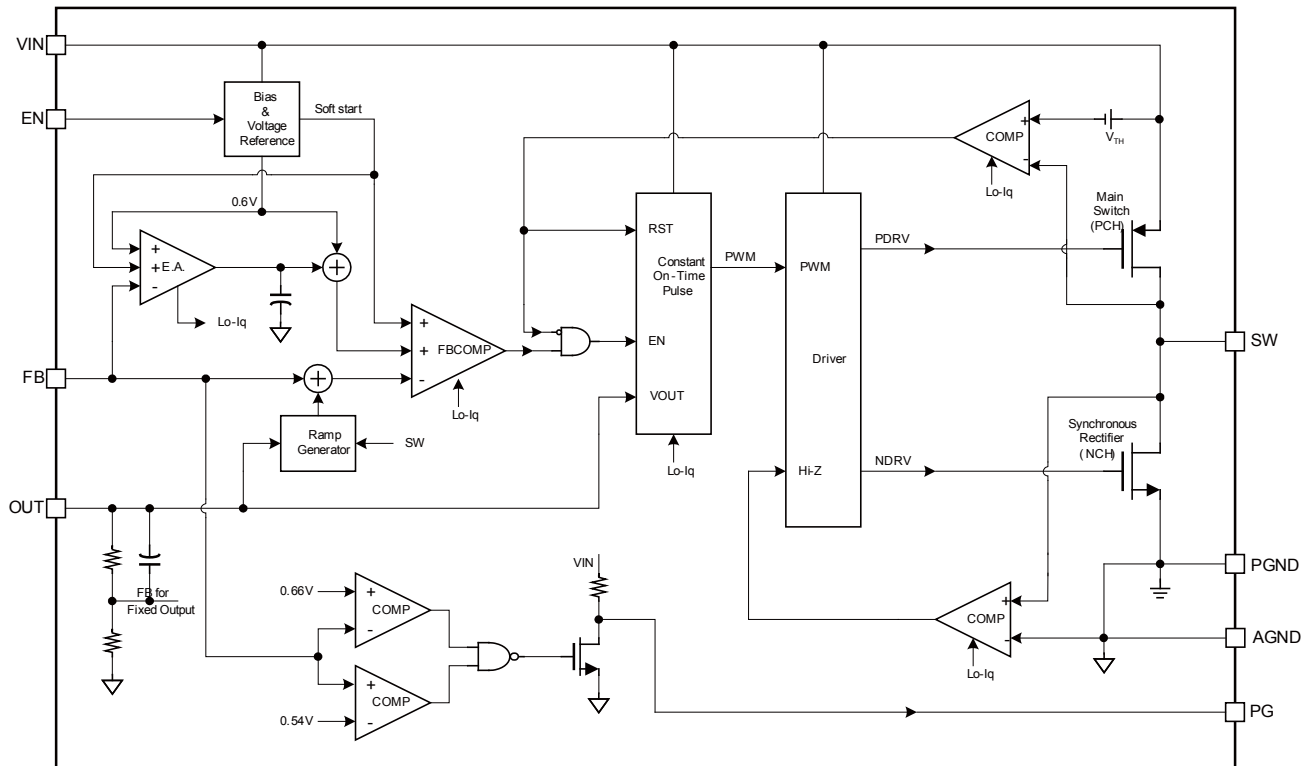 VIN
EN
Bias
&
Voltage
Reference
Soft start
COMP
+
-
VTH
Lo-Iq
0.6V
Main
Switch
(PCH)
+
+ E.A.
-
+
Lo-Iq
RST
Constant
On-Time
Pulse
PWM
PWM
PDRV
+
+ FBCOMP
-
EN
Driver
SW
FB
+
Lo-Iq
VOUT
Ramp
Generator
SW
Lo-Iq
Synchronous
Rectifier
(NCH)
Hi-Z
NDRV
OUT
FB for
Fixed Output
VIN
PGND
0.66V
+
COMP
-
+
COMP
-
AGND
Lo-Iq
+
COMP
-
0.54V
PG